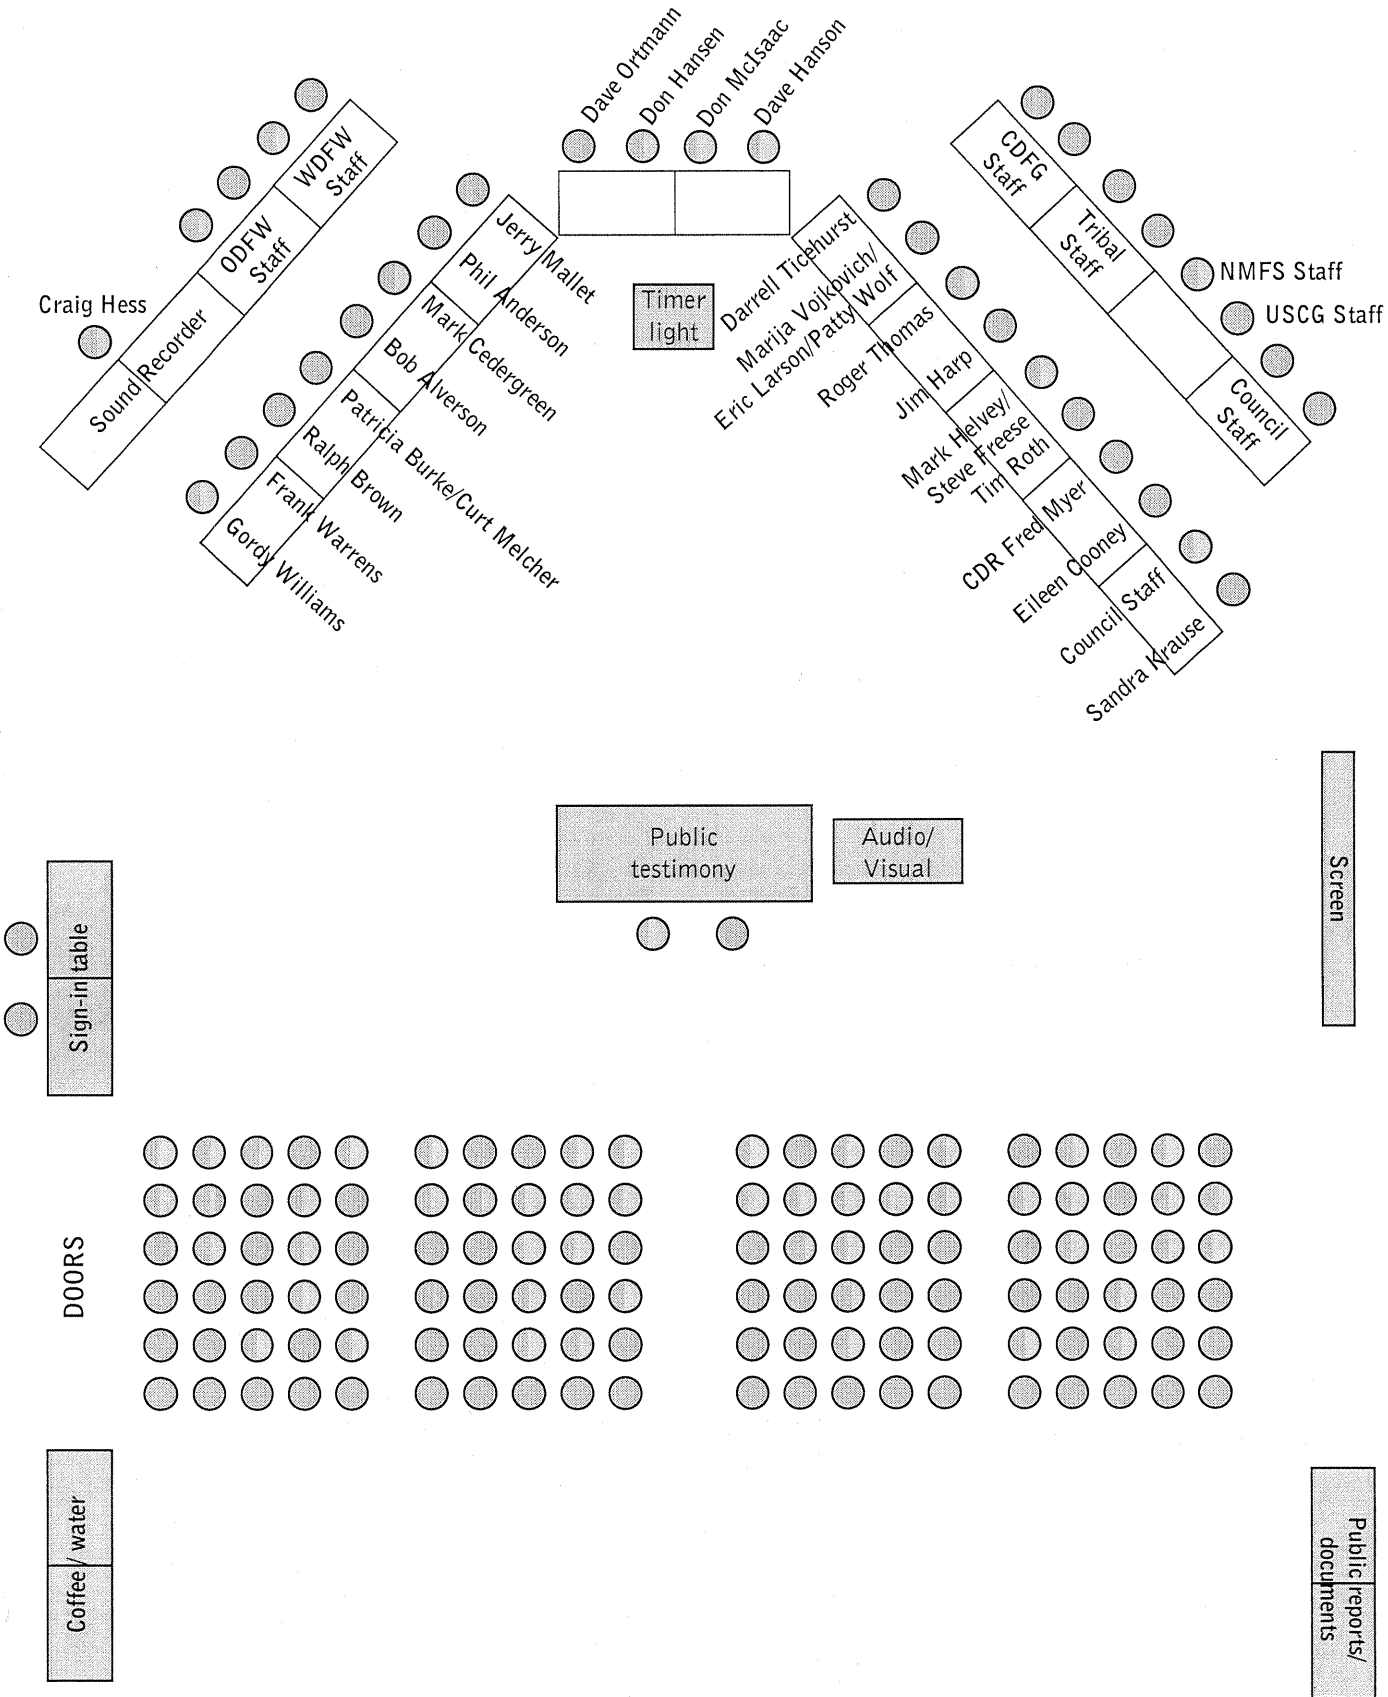 Dave Ortmann
Don Hansen
Don McIsaac
Dave Hanson
WDFW
Staff
ODFW
Staff
Sound Recorder
Craig Hess
Jerry Mallet
Phil Anderson
Mark Cedergreen
Bob Alverson
Patricia Burke/Curt Melcher
Ralph Brown
Frank Warrens
Gordy Williams
Timer
light
Darrell Ticehurst
Marija Vojkovich/
Eric Larson/Patty Wolf
Roger Thomas
Jim Harp
Mark Helvey/
Steve Freese
Tim Roth
CDR Fred Myer
Eileen Cooney
Council Staff
Sandra Krause
CDFG
Staff
Tribal
Staff
NMFS Staff
USCG Staff
Council
Staff
Public
testimony
Audio/
Visual
Screen
Sign-in table
DOORS
Coffee / water
Public reports/
documents